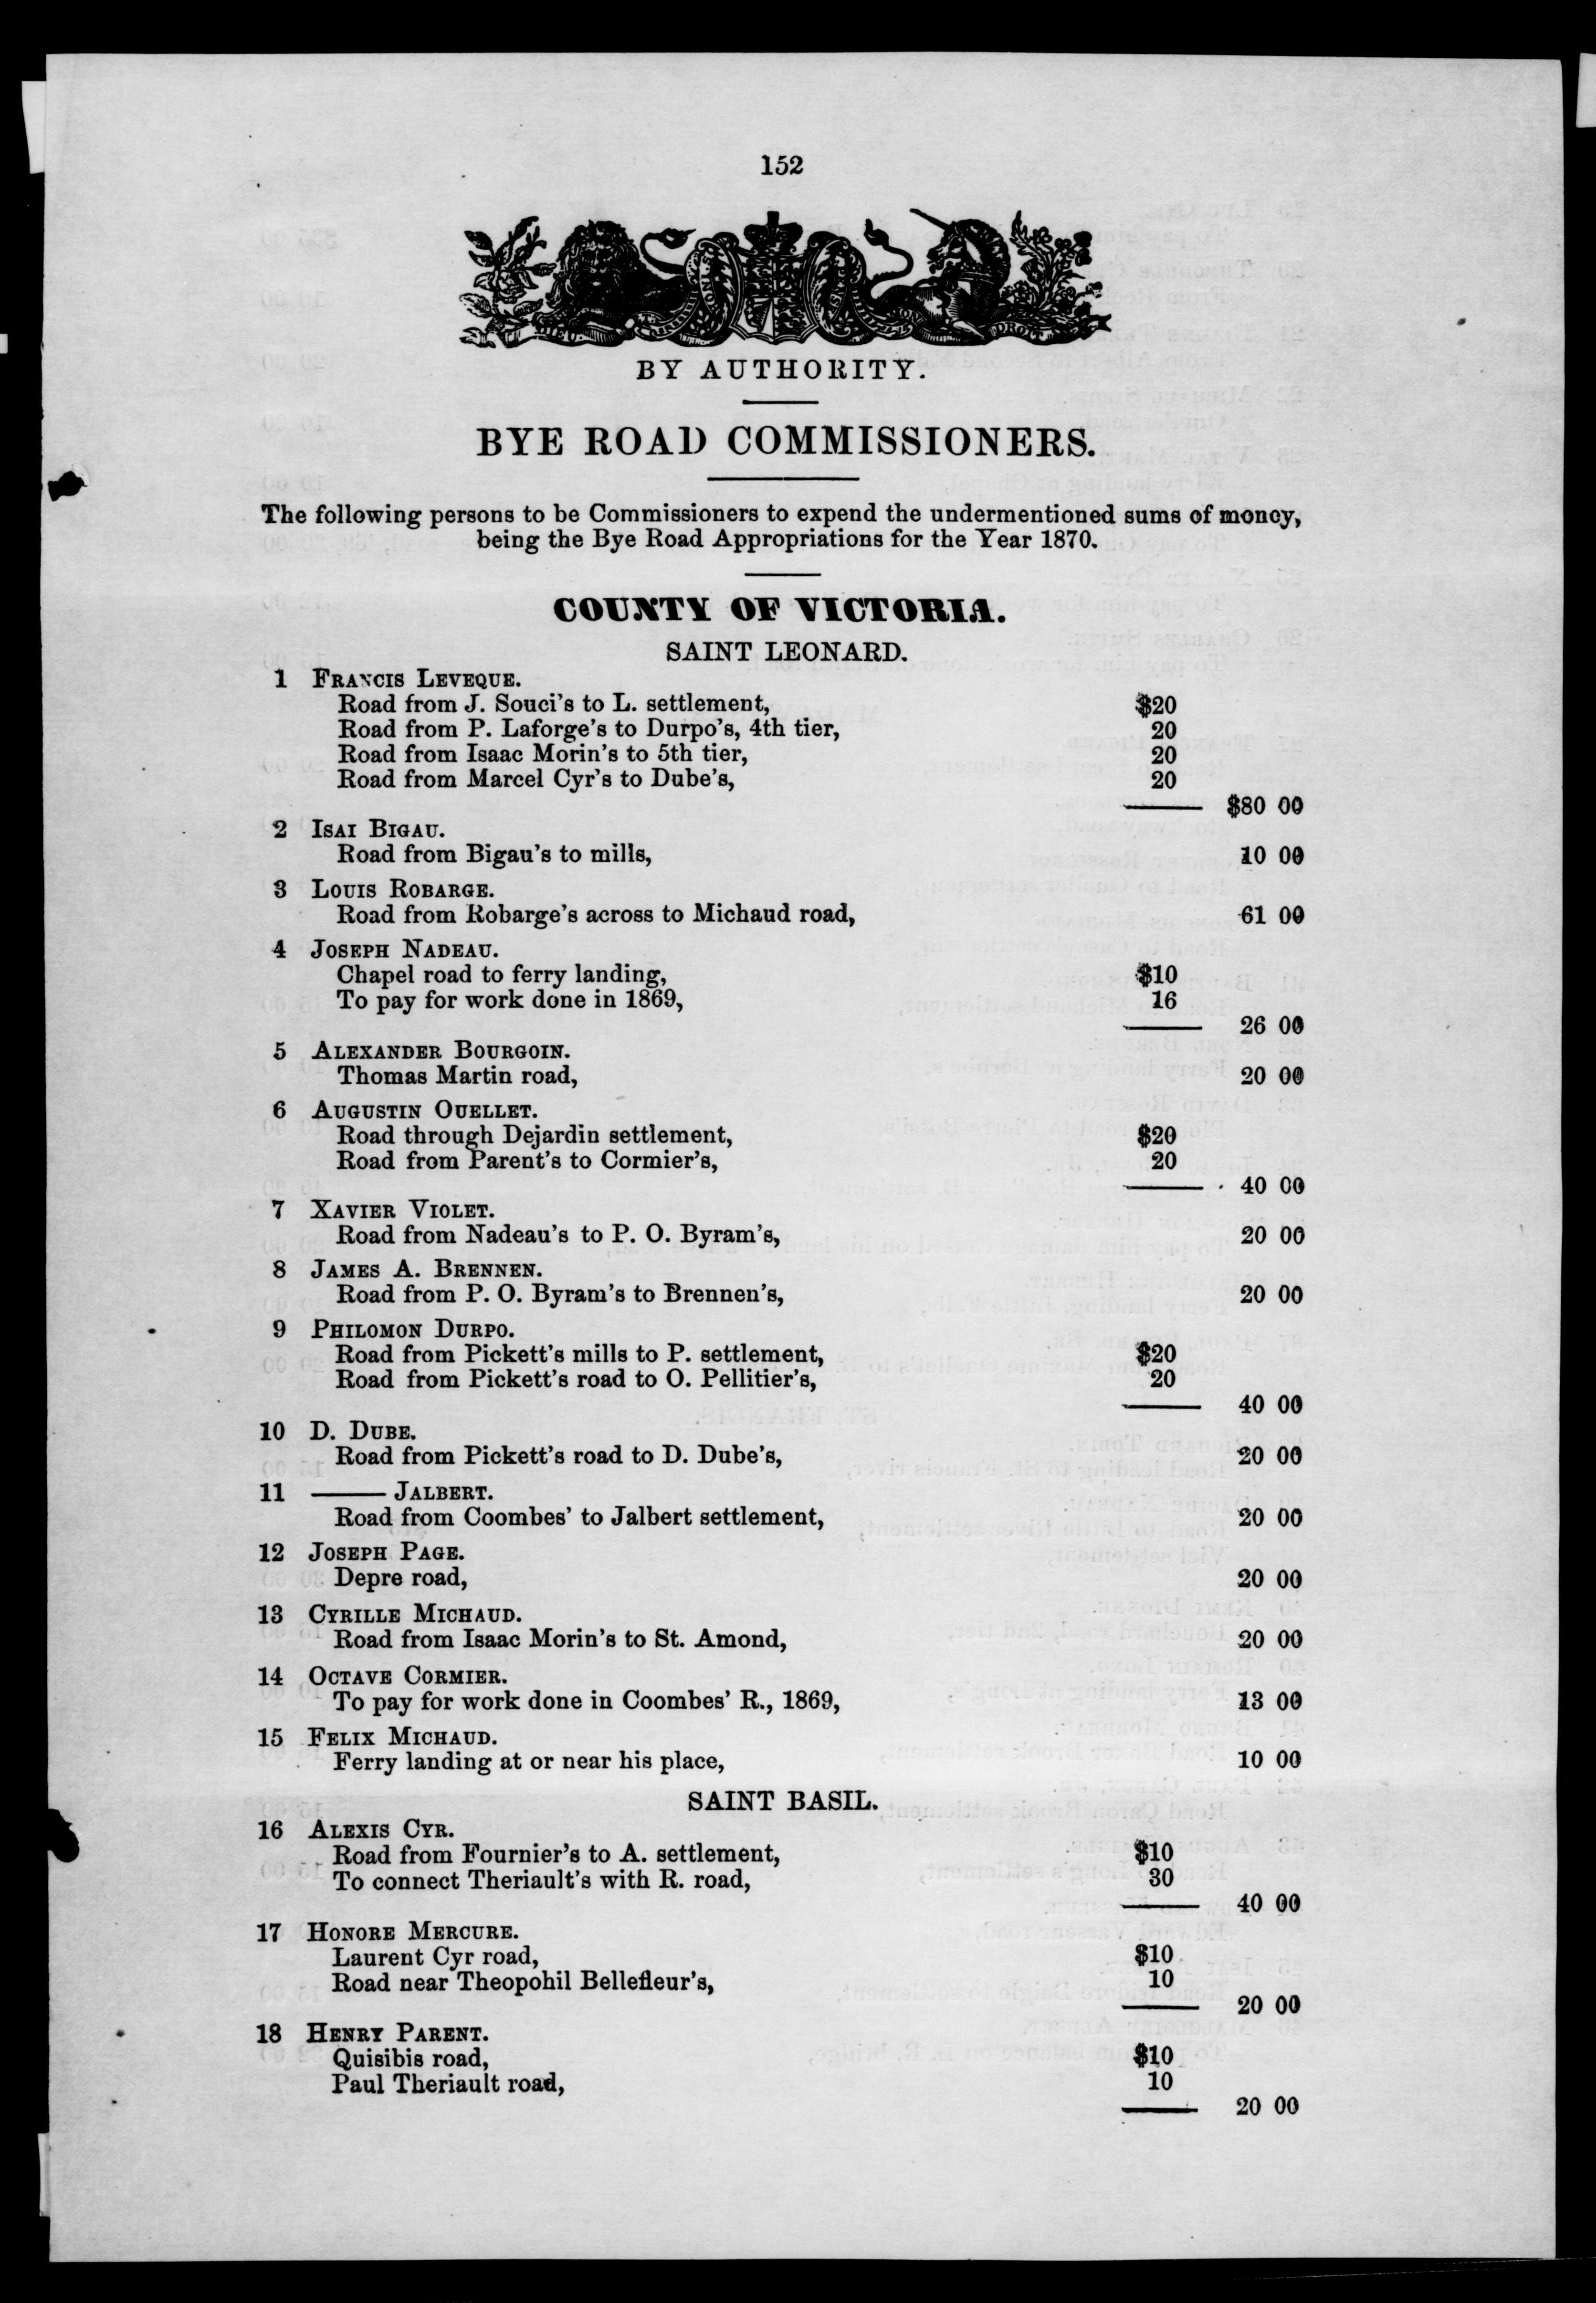 152
BY AUTHORITY.
BYE ROAD COMMISSIONERS.
The following persons to be Commissioners to expend the undermentioned sums of money,
being the Bye Road Appropriations for the Year 1870.
COUNTY OF VICTORIA.
SAINT LEONARD.
1 FRANCIS LEVEQUE.
Road from J. Souci's to L. settlement, $20
Road from P. Laforge's to Durpo's, 4th tier, 20
Road from Isaac Morin's to 5th tier, 20
Road from Marcel Cyr's to Dube's, 20
$80 00
2 ISAI BIGAU.
Road from Bigau's to mills, 10 00
3 LOUIS ROBARGE.
Road from Robarge's across to Michaud road, 61 00
4 JOSEPH NADEAU.
Chapel road to ferry landing, $10
To pay for work done in 1869, 16
26 00
5 ALEXANDER BOURGOIN.
Thomas Martin road, 20 00
6 AUGUSTIN OUELLET.
Road through Dejardin settlement, $20
Road from Parent's to Cormier's, 20
40 00
7 XAVIER VIOLET.
Road from Nadeau's to P. O. Byram's, 20 00
8 JAMES A. BRENNEN.
Road from P. O. Byram's to Brennen's, 20 00
9 PHILOMON DURPO.
Road from Pickett's mills to P. settlement, $20
Road from Pickett's road to O. Pellitier's, 20
40 00
10 D. DUBE.
Road from Pickett's road to D. Dube's, 20 00
11 —— JALBERT.
Road from Coombes' to Jalbert settlement, 20 00
12 JOSEPH PAGE.
Depre road, 20 00
13 CYRILLE MICHAUD.
Road from Isaac Morin's to St. Amond, 20 00
14 OCTAVE CORMIER.
To pay for work done in Coombes' R., 1869, 13 00
15 FELIX MICHAUD.
Ferry landing at or near his place, 10 00
SAINT BASIL.
16 ALEXIS CYR.
Road from Fournier's to A. settlement, $10
To connect Theriault's with R. road, 30
40 00
17 HONORE MERCURE.
Laurent Cyr road, $10
Road near Theopohil Bellefleur's, 10
20 00
18 HENRY PARENT.
Quisibis road, $10
Paul Theriault road, 10
20 00